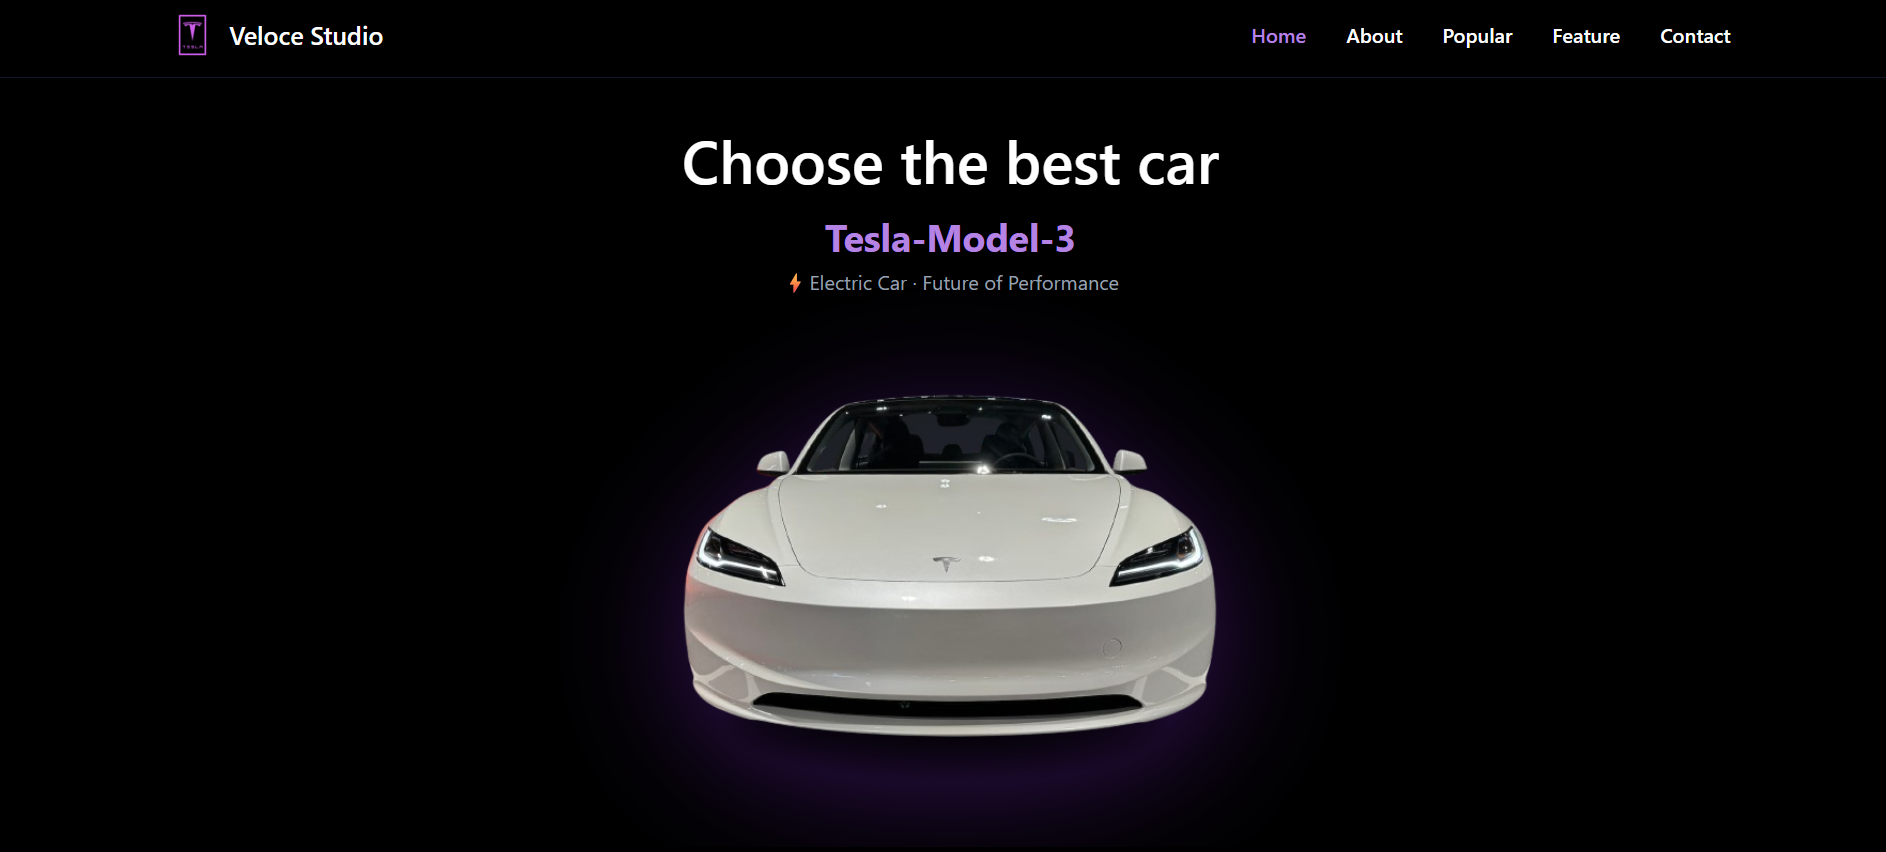 TESLA
Veloce Studio
Home
About
Popular
Feature
Contact
Choose the best car
Tesla-Model-3
⚡ Electric Car · Future of Performance